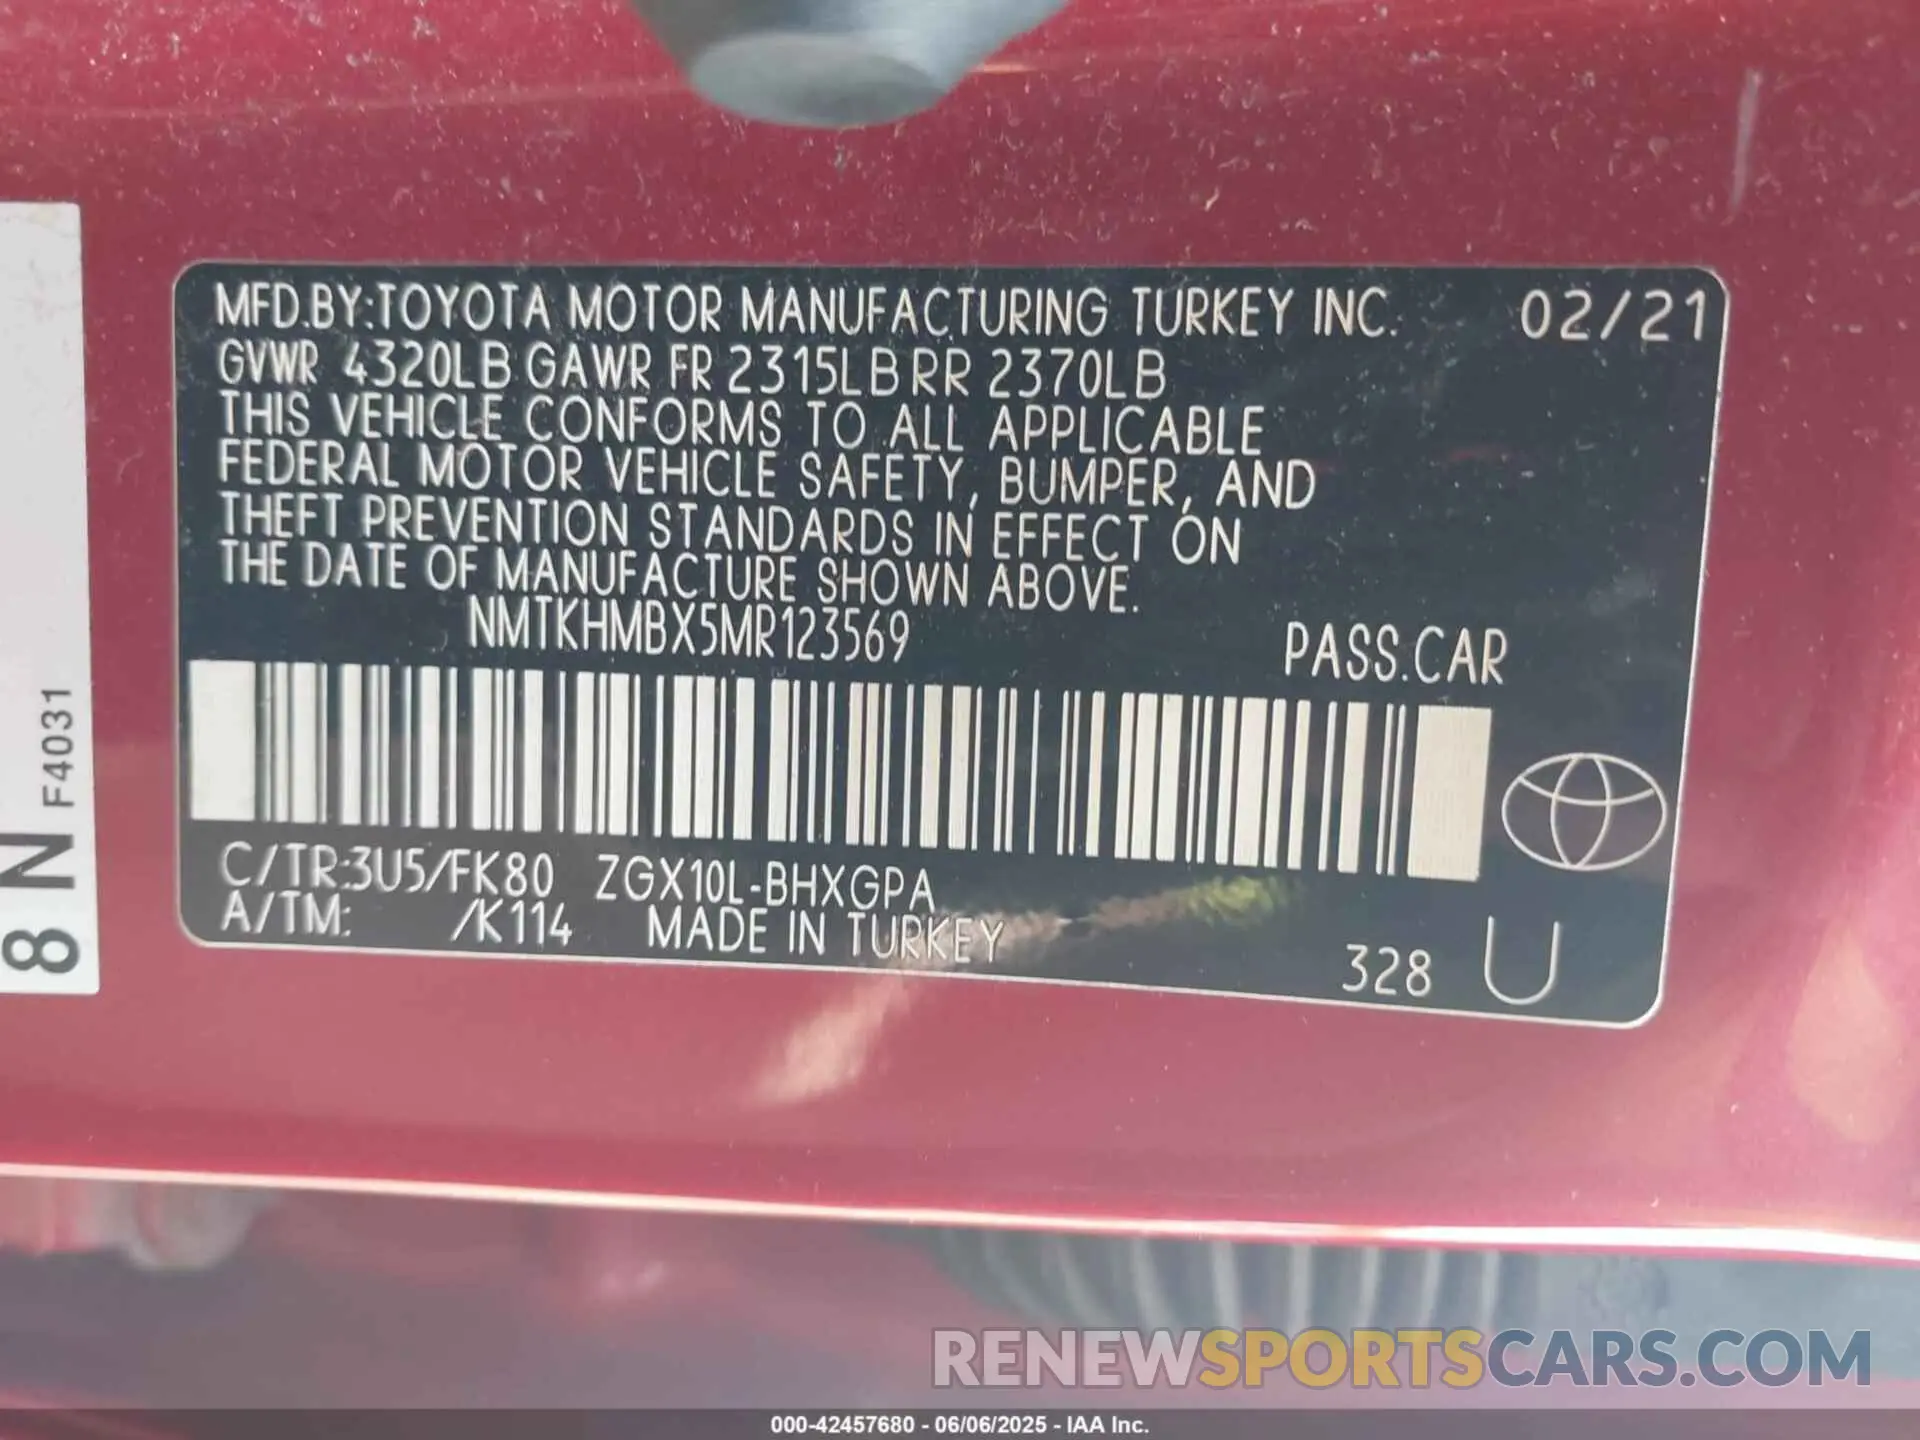 MFD.BY:TOYOTA MOTOR MANUFACTURING TURKEY INC. 02/21
GVWR 4320LB GAWR FR 2315LB RR 2370LB
THIS VEHICLE CONFORMS TO ALL APPLICABLE
FEDERAL MOTOR VEHICLE SAFETY, BUMPER, AND
THEFT PREVENTION STANDARDS IN EFFECT ON
THE DATE OF MANUFACTURE SHOWN ABOVE.
NMTKHMBX5MR123569 PASS.CAR
C/TR:3U5/FK80 ZGX10L-BHXGPA
A/TM: /K114 MADE IN TURKEY
328 U
8 N
F4031
RENEWSPORTSCARS.COM
000-42457680 - 06/06/2025 - IAA Inc.